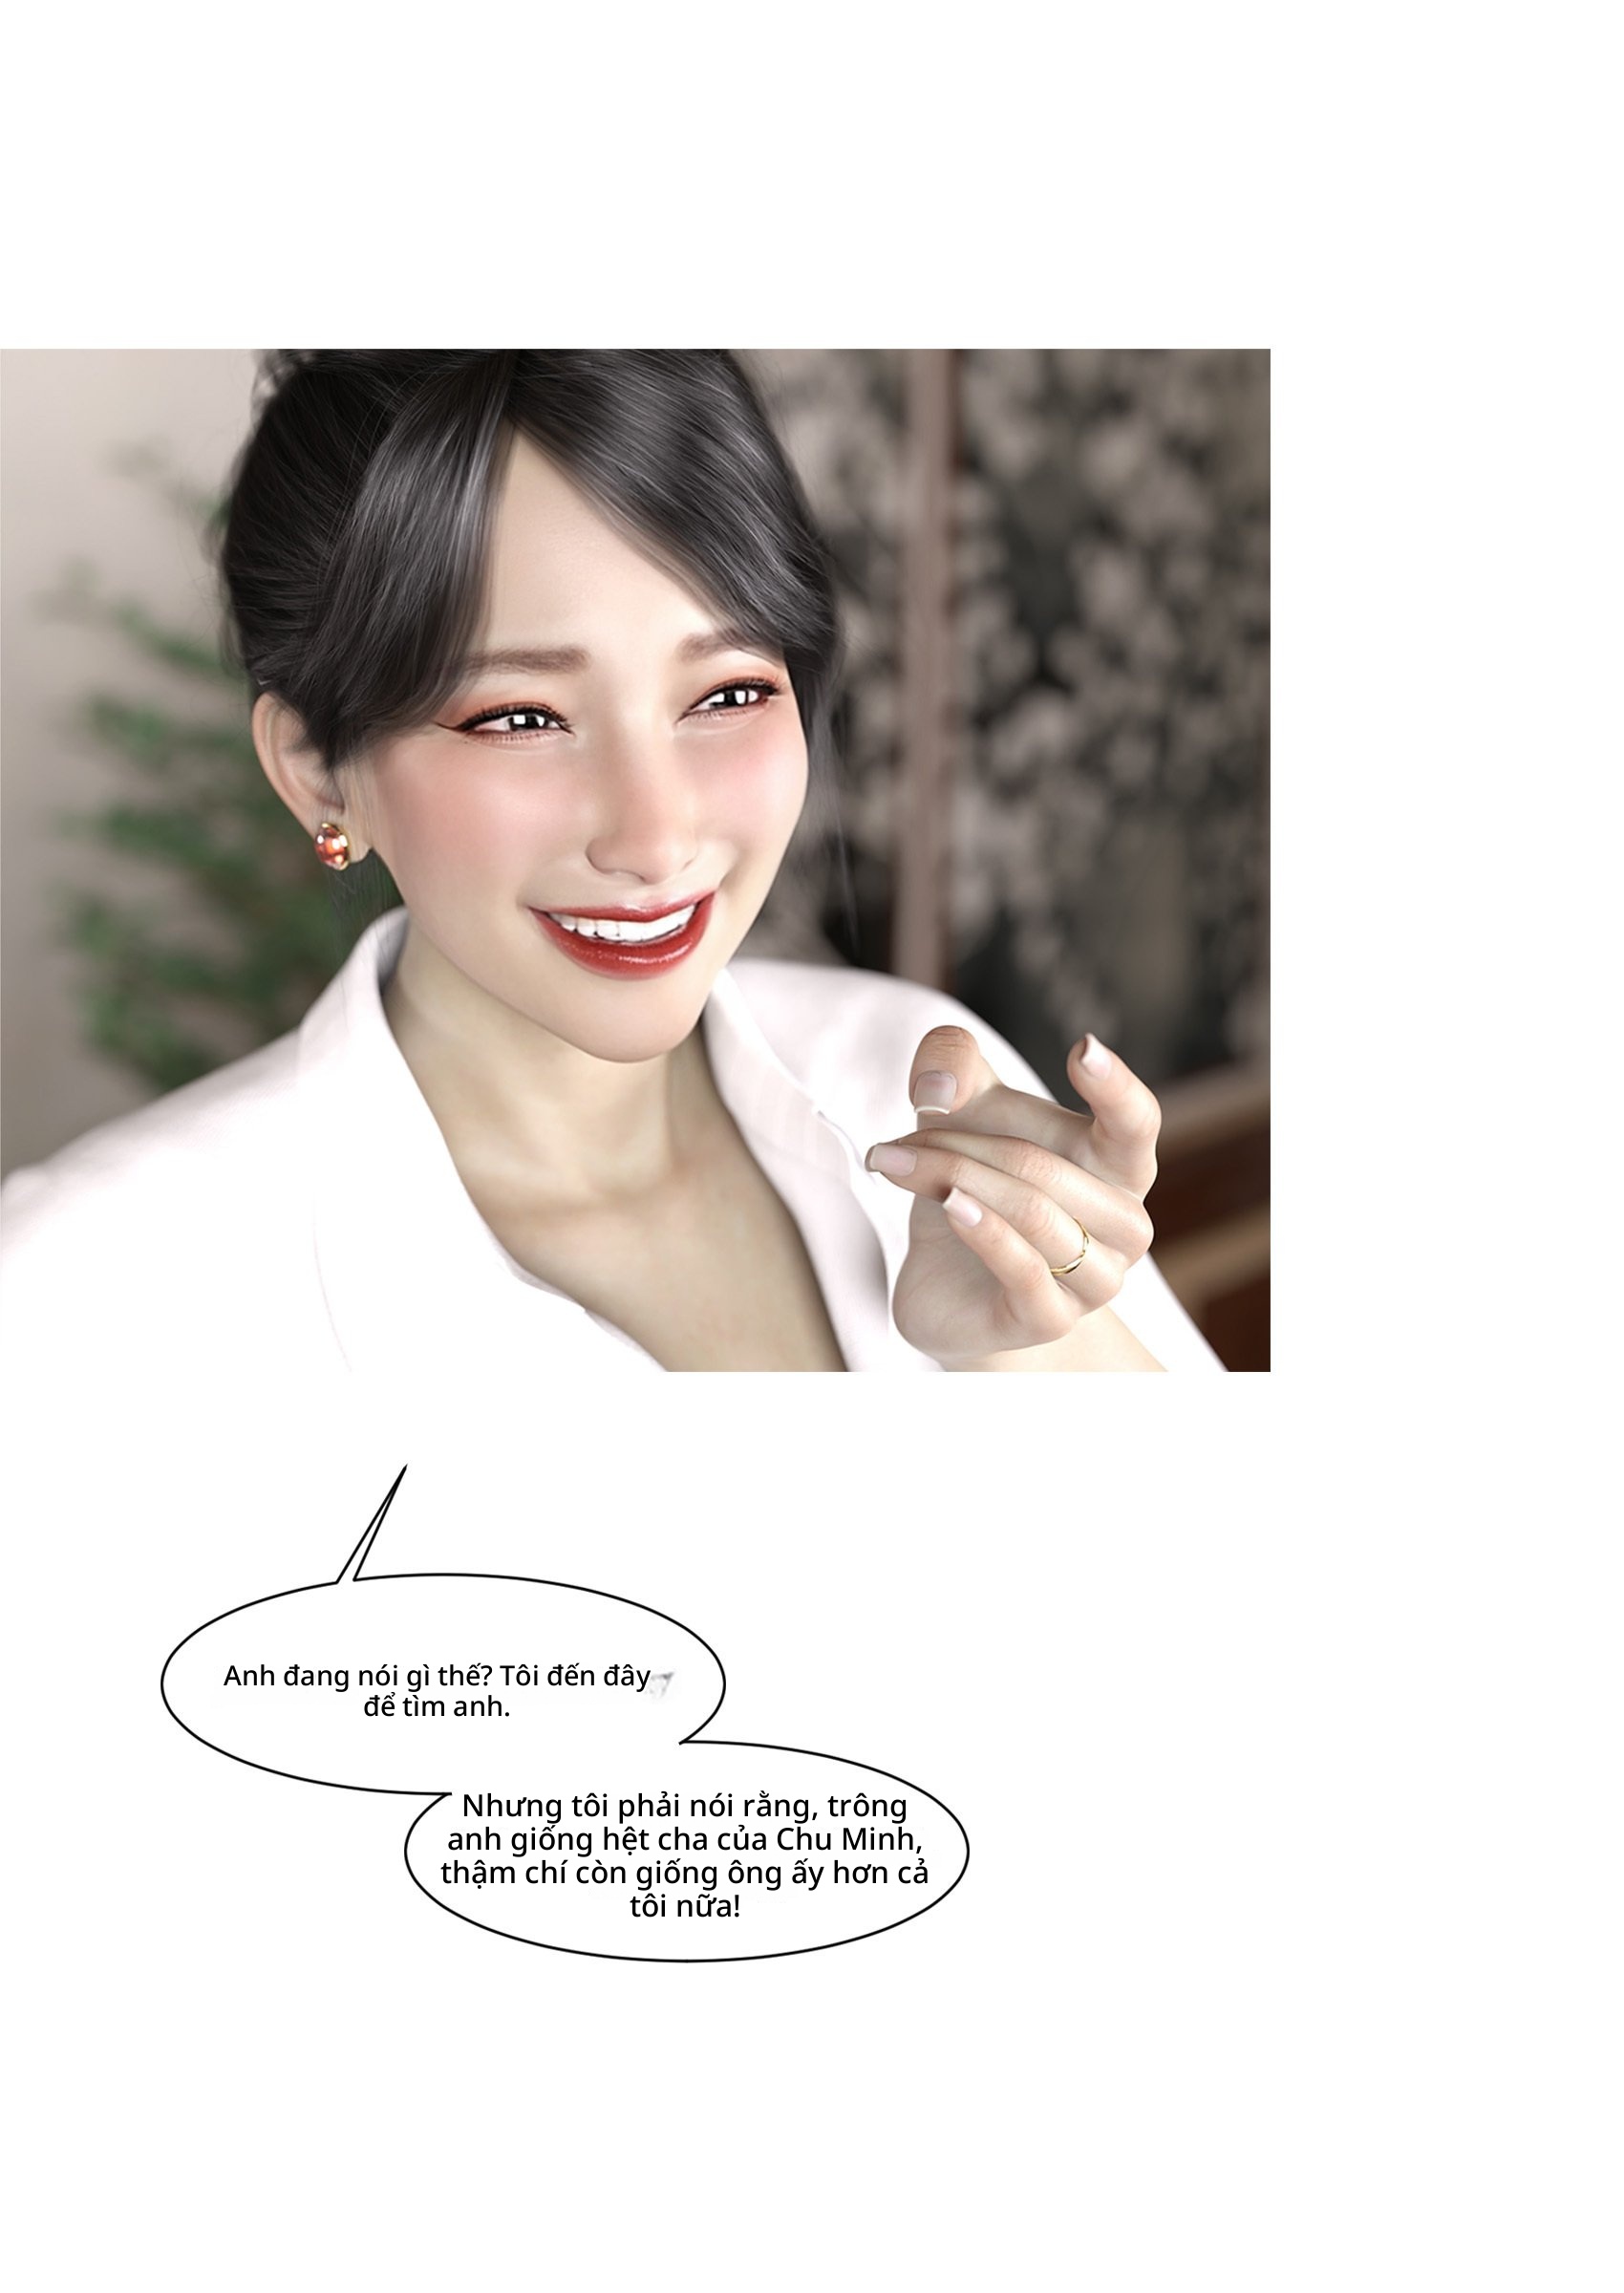 Anh đang nói gì thế? Tôi đến đây
để tìm anh.
Nhưng tôi phải nói rằng, trông
anh giống hệt cha của Chu Minh,
thậm chí còn giống ông ấy hơn cả
tôi nữa!